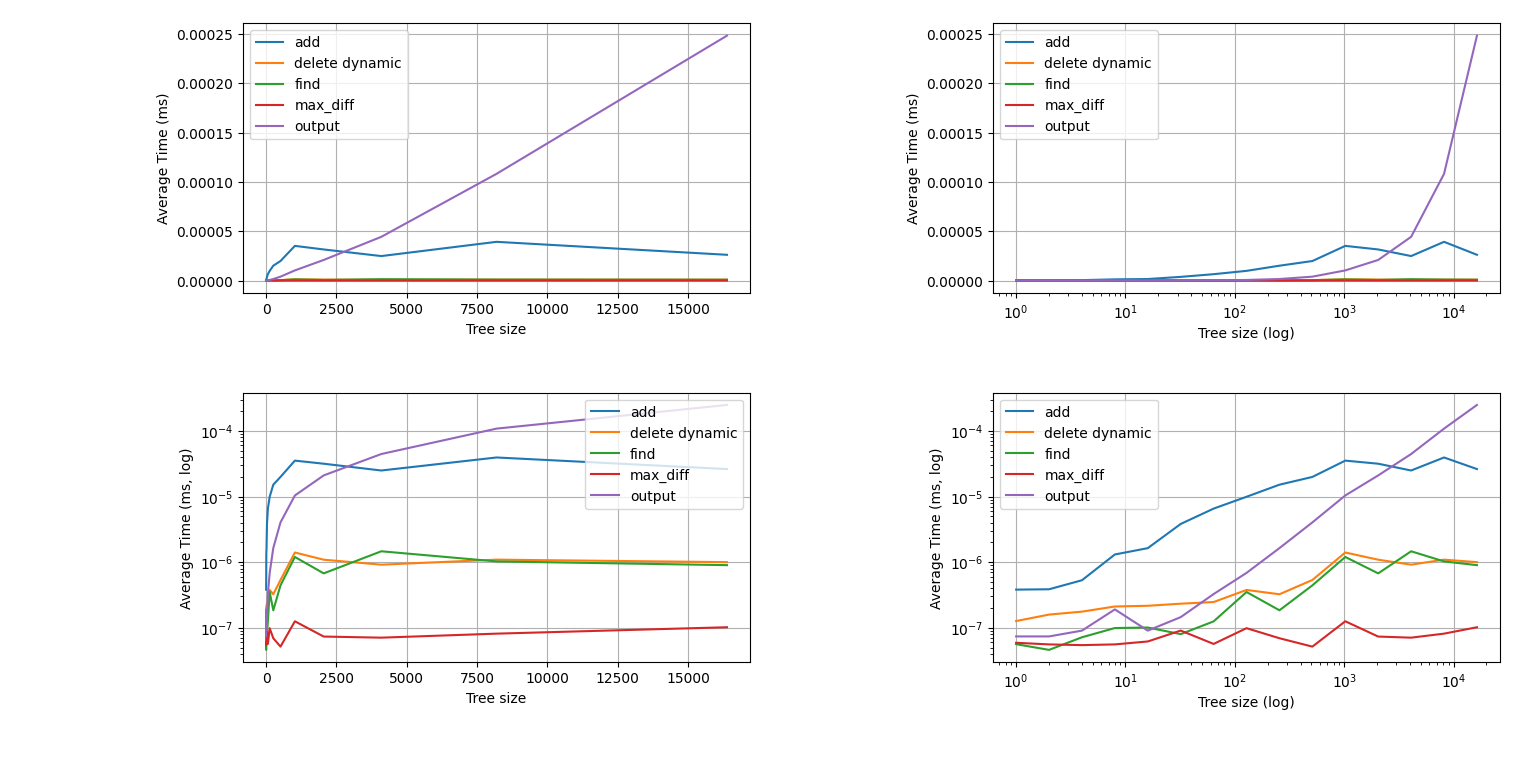 0.00025
0.00020
0.00015
0.00010
0.00005
0.00000
Average Time (ms)
add
delete dynamic
find
max_diff
output
0 2500 5000 7500 10000 12500 15000
Tree size
0.00025
0.00020
0.00015
0.00010
0.00005
0.00000
Average Time (ms)
add
delete dynamic
find
max_diff
output
10⁰ 10¹ 10² 10³ 10⁴
Tree size (log)
10⁻⁴
10⁻⁵
10⁻⁶
10⁻⁷
Average Time (ms, log)
add
delete dynamic
find
max_diff
output
0 2500 5000 7500 10000 12500 15000
Tree size
10⁻⁴
10⁻⁵
10⁻⁶
10⁻⁷
Average Time (ms, log)
add
delete dynamic
find
max_diff
output
10⁰ 10¹ 10² 10³ 10⁴
Tree size (log)